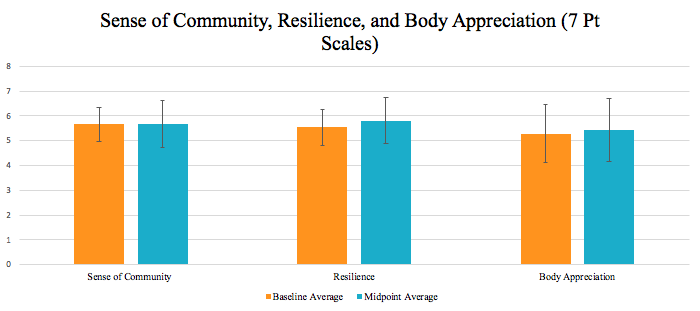 Sense of Community, Resilience, and Body Appreciation (7 Pt
Scales)
8
7
6
5
4
3
2
1
0
Sense of Community Resilience Body Appreciation
Baseline Average Midpoint Average